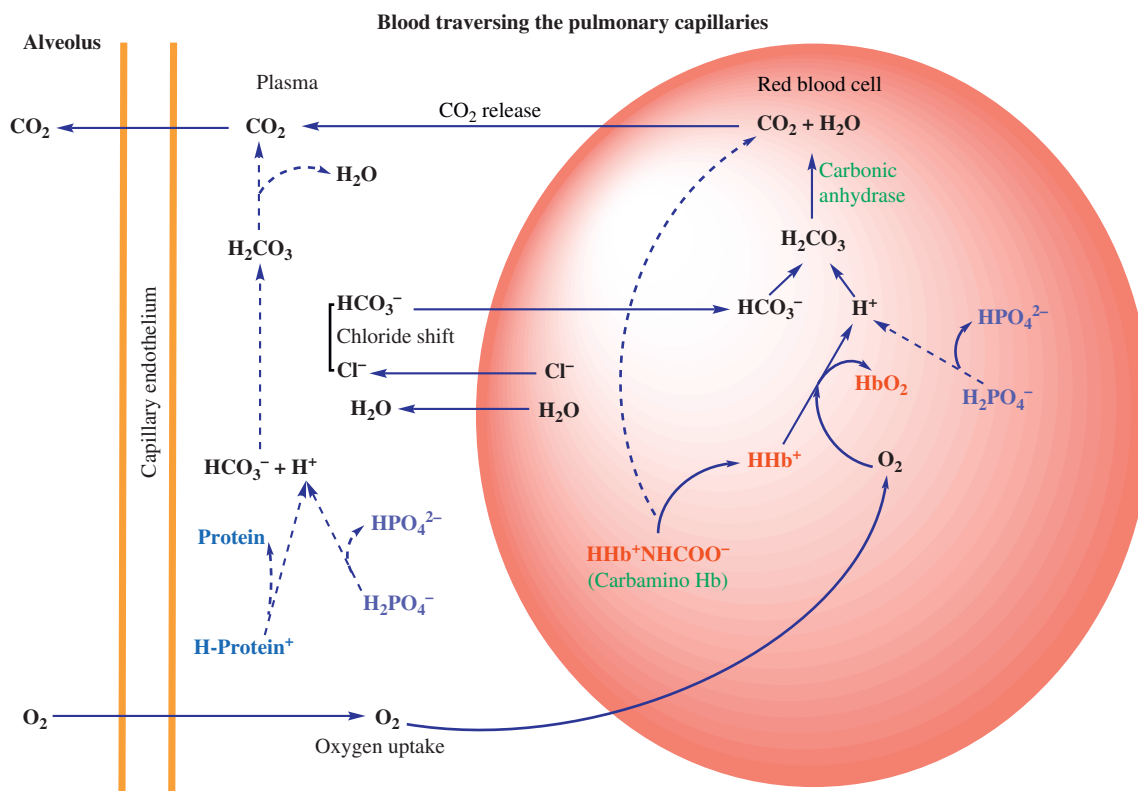 Blood traversing the pulmonary capillaries
Alveolus
Plasma
Red blood cell
CO₂
CO₂
CO₂ release
CO₂ + H₂O
H₂O
Carbonic
anhydrase
H₂CO₃
H₂CO₃
HCO₃⁻
Chloride shift
Cl⁻
Cl⁻
H₂O
H₂O
HCO₃⁻
H⁺
HPO₄²⁻
H₂PO₄⁻
HbO₂
HHb⁺
O₂
Capillary endothelium
HCO₃⁻ + H⁺
Protein
HPO₄²⁻
H₂PO₄⁻
H-Protein⁺
HHb⁺NHCOO⁻
(Carbamino Hb)
O₂
O₂
Oxygen uptake